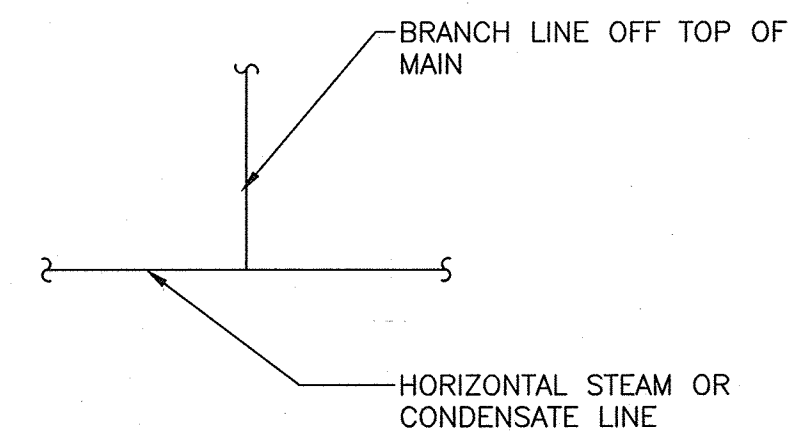 BRANCH LINE OFF TOP OF
MAIN
HORIZONTAL STEAM OR
CONDENSATE LINE